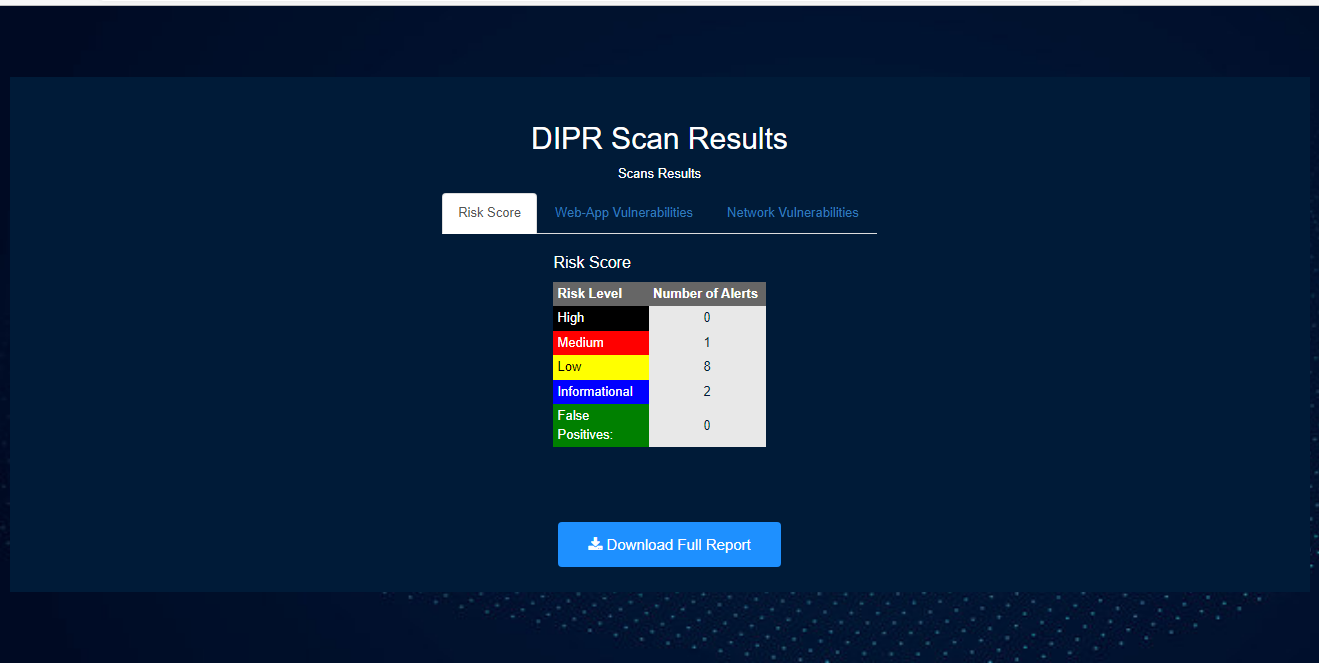 DIPR Scan Results
Scans Results
Risk Score Web-App Vulnerabilities Network Vulnerabilities
Risk Score
Risk Level Number of Alerts
High 0
Medium 1
Low 8
Informational 2
False
Positives: 0
Download Full Report